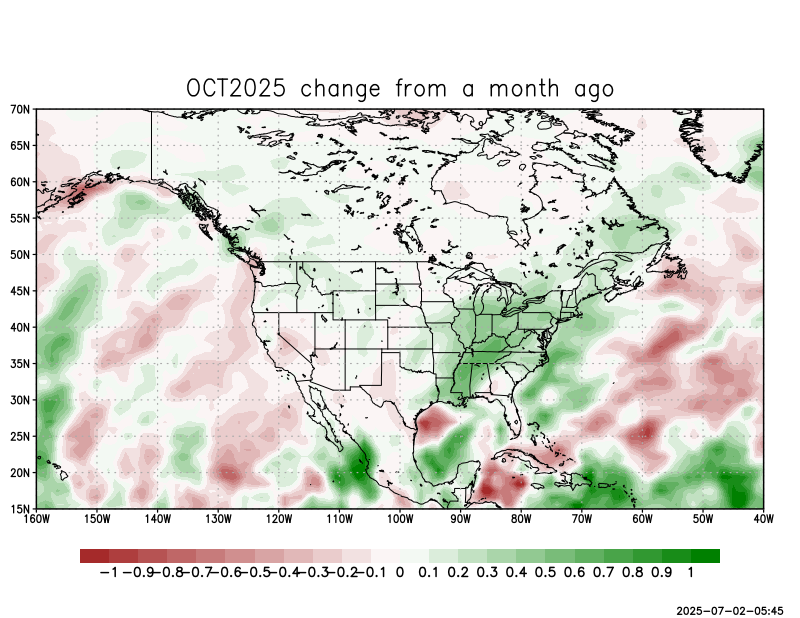 OCT2025 change from a month ago
70N
65N
60N
55N
50N
45N
40N
35N
30N
25N
20N
15N
160W 150W 140W 130W 120W 110W 100W 90W 80W 70W 60W 50W 40W
-1 -0.9 -0.8 -0.7 -0.6 -0.5 -0.4 -0.3 -0.2 -0.1 0 0.1 0.2 0.3 0.4 0.5 0.6 0.7 0.8 0.9 1
2025-07-02-05:45